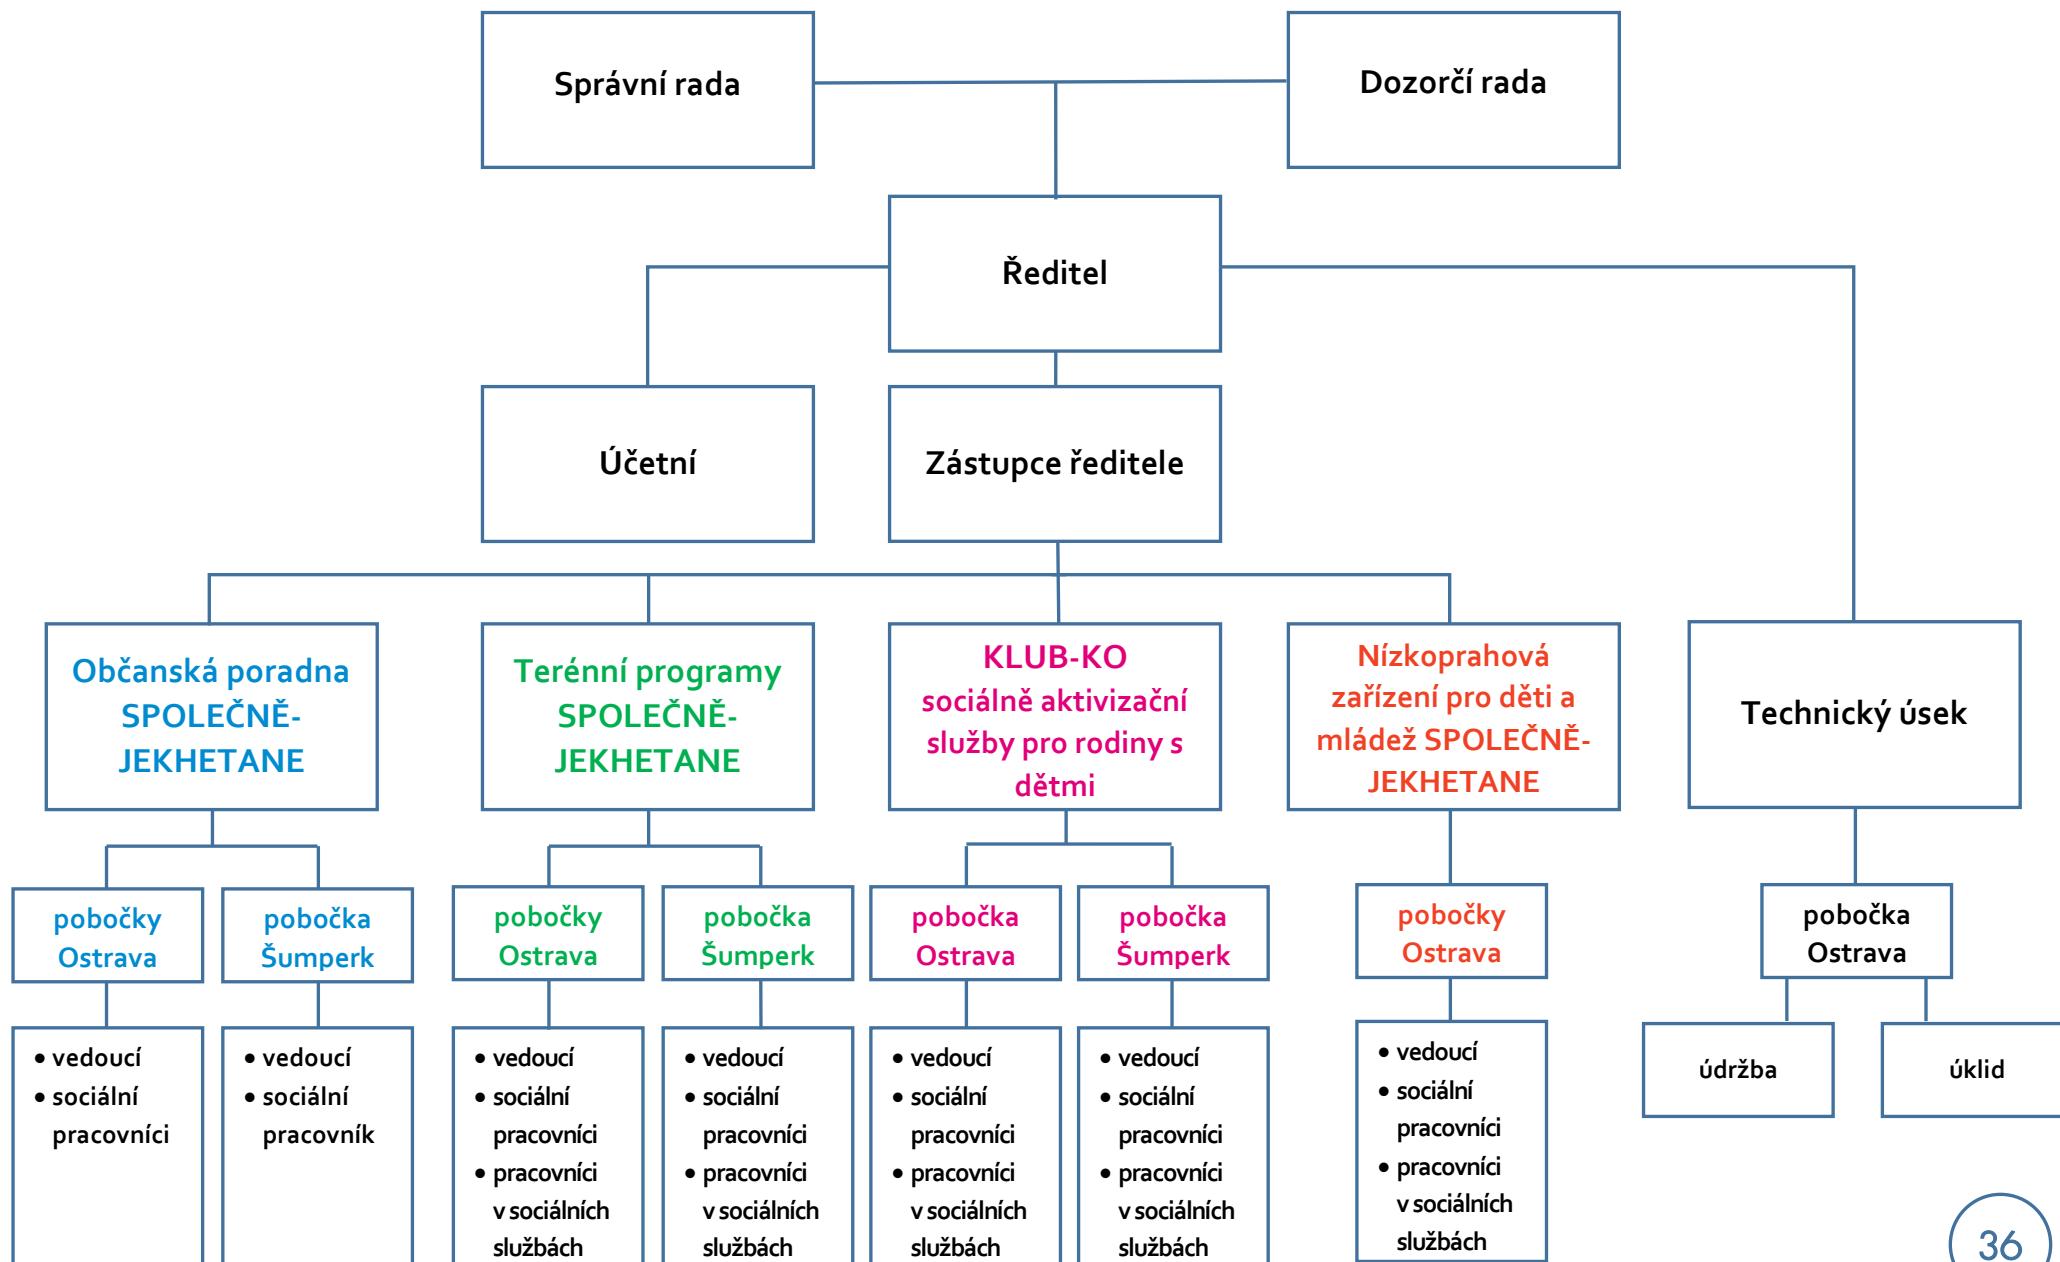 Správní rada
Dozorčí rada
Ředitel
Účetní
Zástupce ředitele
Občanská poradna
SPOLEČNĚ-
JEKHETANE
Terénní programy
SPOLEČNĚ-
JEKHETANE
KLUB-KO
sociálně aktivizační
služby pro rodiny s
dětmi
Nízkoprahová
zařízení pro děti a
mládež SPOLEČNĚ-
JEKHETANE
Technický úsek
pobočky
Ostrava
pobočka
Šumperk
pobočky
Ostrava
pobočka
Šumperk
pobočka
Ostrava
pobočka
Šumperk
pobočky
Ostrava
pobočka
Ostrava
• vedoucí
• sociální
pracovníci
• vedoucí
• sociální
pracovník
• vedoucí
• sociální
pracovníci
• pracovníci
v sociálních
službách
• vedoucí
• sociální
pracovníci
• pracovníci
v sociálních
službách
• vedoucí
• sociální
pracovníci
• pracovníci
v sociálních
službách
• vedoucí
• sociální
pracovníci
• pracovníci
v sociálních
službách
• vedoucí
• sociální
pracovníci
• pracovníci
v sociálních
službách
údržba
úklid
36